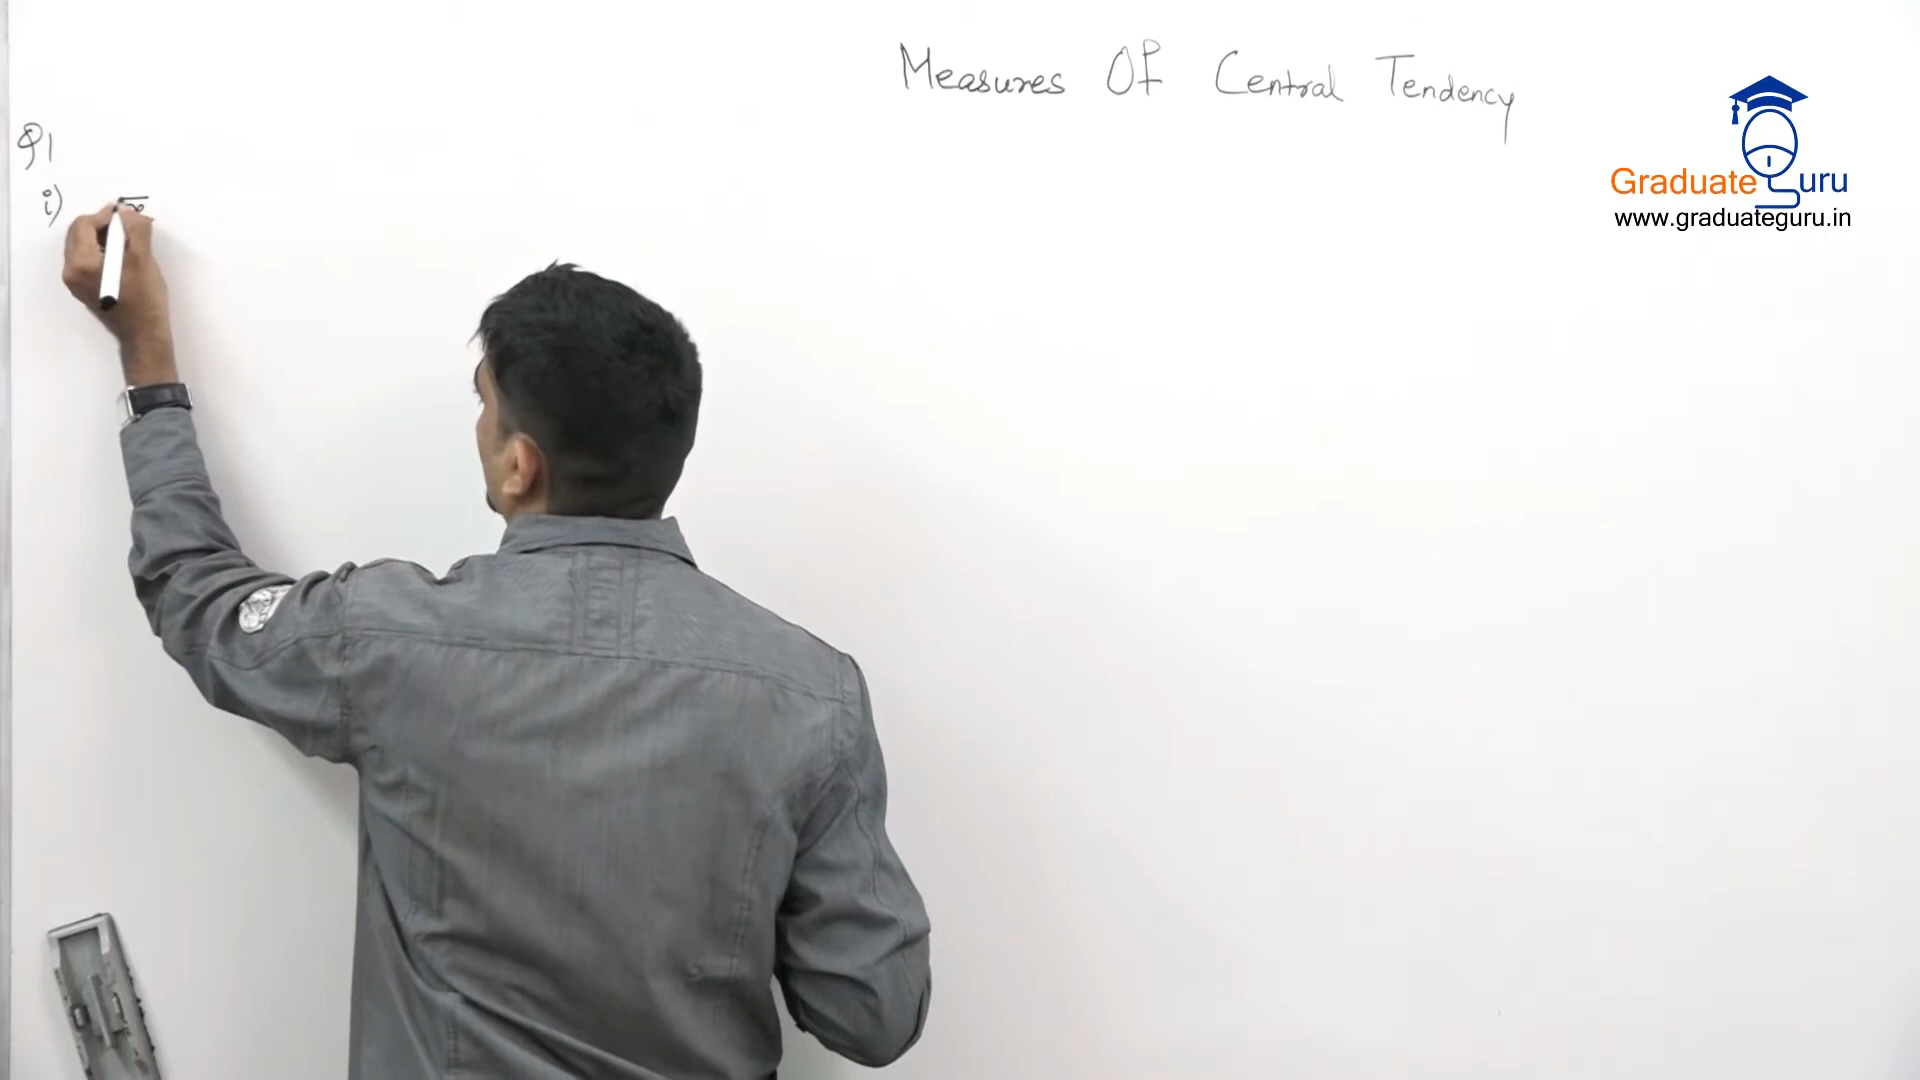 Measures Of Central Tendency
Q1
i)
Graduate Guru
www.graduateguru.in